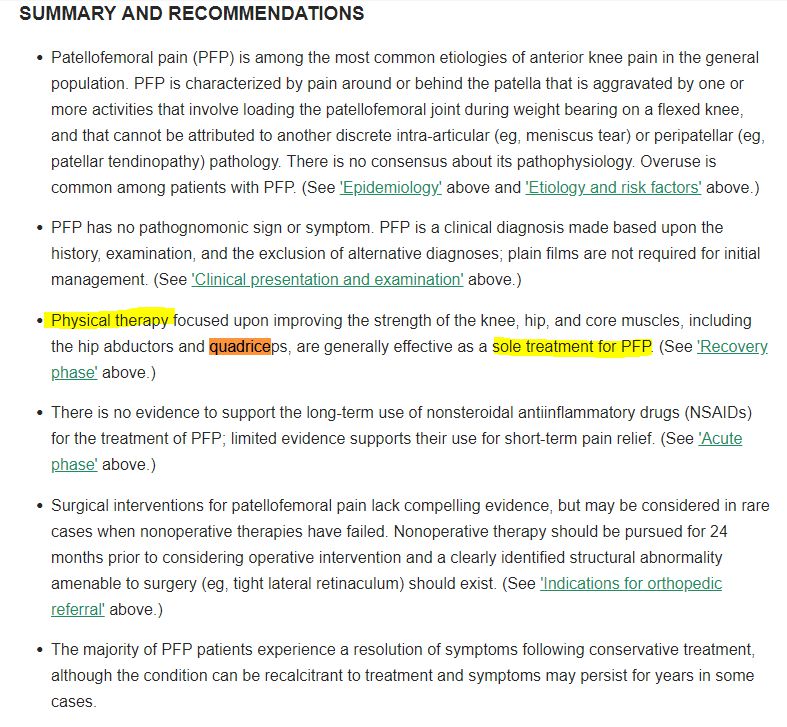 SUMMARY AND RECOMMENDATIONS
• Patellofemoral pain (PFP) is among the most common etiologies of anterior knee pain in the general
population. PFP is characterized by pain around or behind the patella that is aggravated by one or
more activities that involve loading the patellofemoral joint during weight bearing on a flexed knee,
and that cannot be attributed to another discrete intra-articular (eg, meniscus tear) or peripatellar (eg,
patellar tendinopathy) pathology. There is no consensus about its pathophysiology. Overuse is
common among patients with PFP. (See 'Epidemiology' above and 'Etiology and risk factors' above.)
• PFP has no pathognomonic sign or symptom. PFP is a clinical diagnosis made based upon the
history, examination, and the exclusion of alternative diagnoses; plain films are not required for initial
management. (See 'Clinical presentation and examination' above.)
• Physical therapy focused upon improving the strength of the knee, hip, and core muscles, including
the hip abductors and quadriceps, are generally effective as a sole treatment for PFP. (See 'Recovery
phase' above.)
• There is no evidence to support the long-term use of nonsteroidal antiinflammatory drugs (NSAIDs)
for the treatment of PFP; limited evidence supports their use for short-term pain relief. (See 'Acute
phase' above.)
• Surgical interventions for patellofemoral pain lack compelling evidence, but may be considered in rare
cases when nonoperative therapies have failed. Nonoperative therapy should be pursued for 24
months prior to considering operative intervention and a clearly identified structural abnormality
amenable to surgery (eg, tight lateral retinaculum) should exist. (See 'Indications for orthopedic
referral' above.)
• The majority of PFP patients experience a resolution of symptoms following conservative treatment,
although the condition can be recalcitrant to treatment and symptoms may persist for years in some
cases.